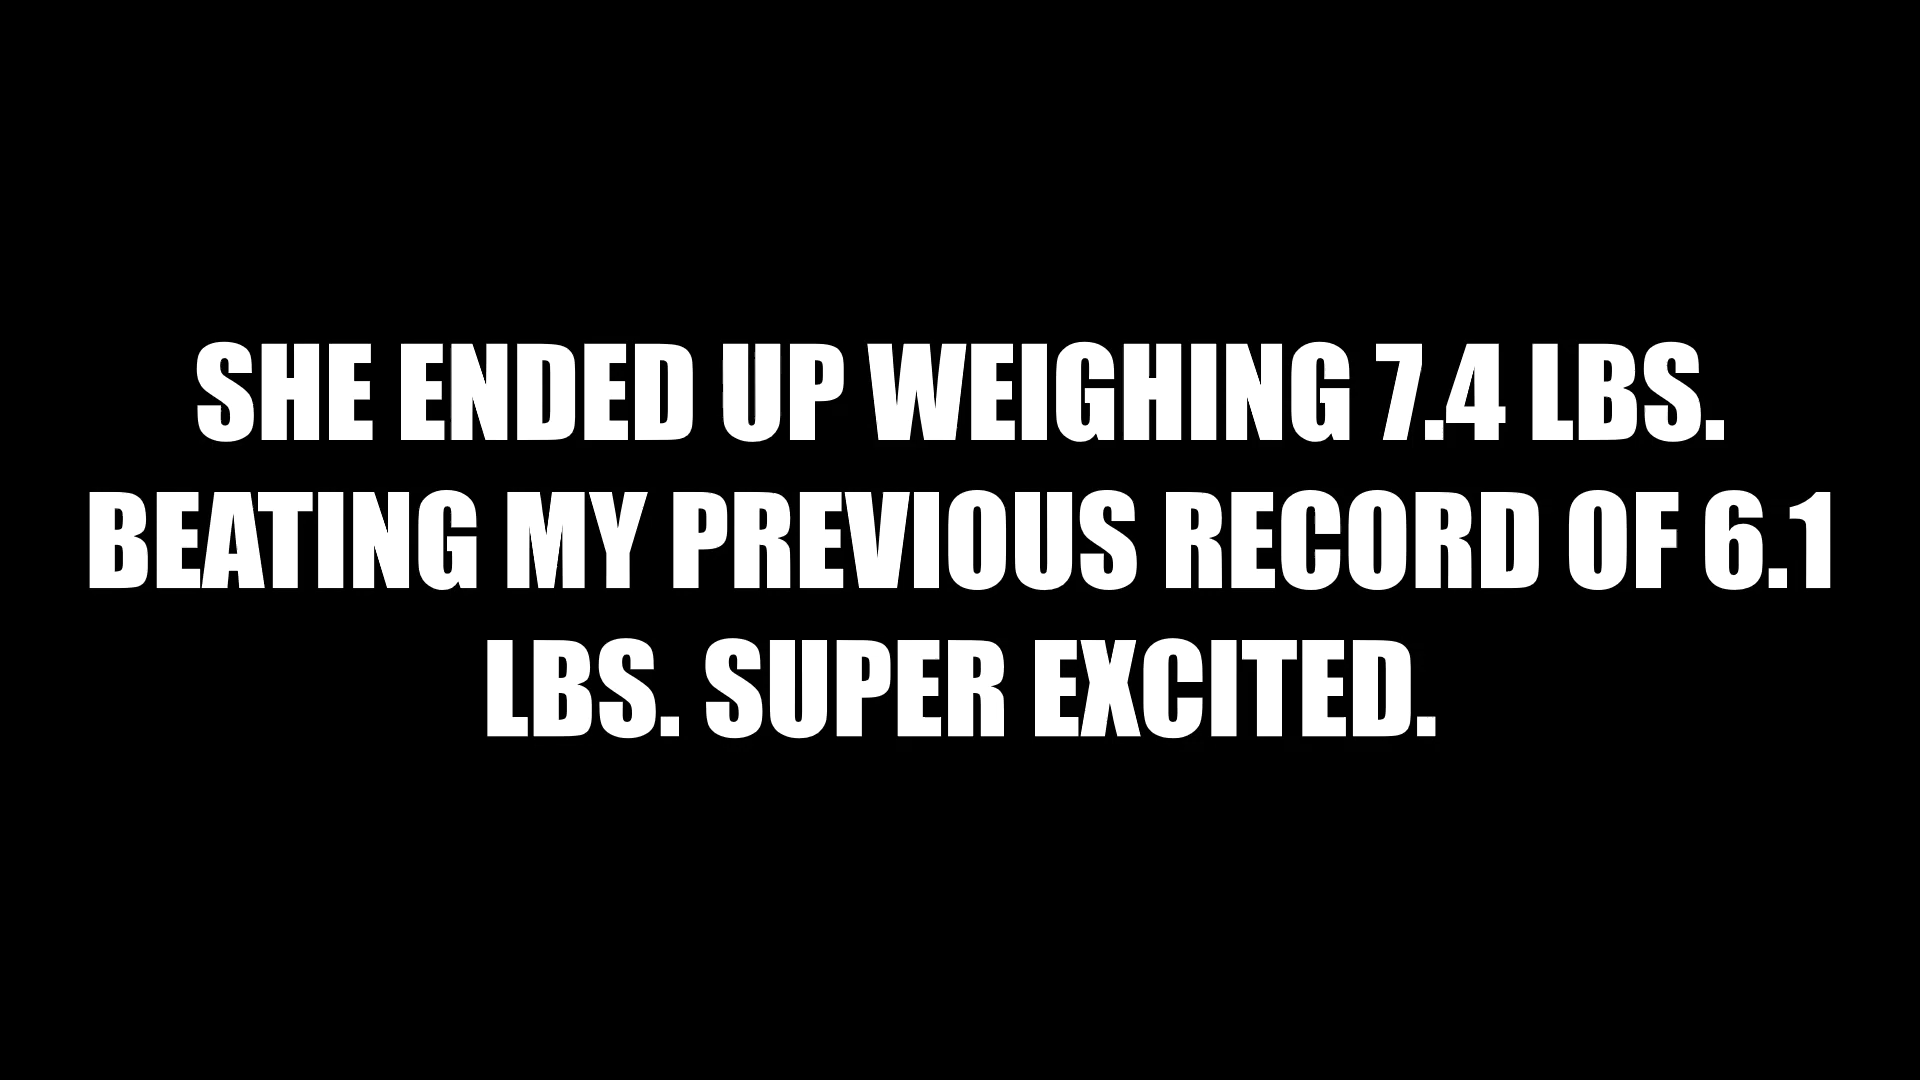 SHE ENDED UP WEIGHING 7.4 LBS.
BEATING MY PREVIOUS RECORD OF 6.1
LBS. SUPER EXCITED.